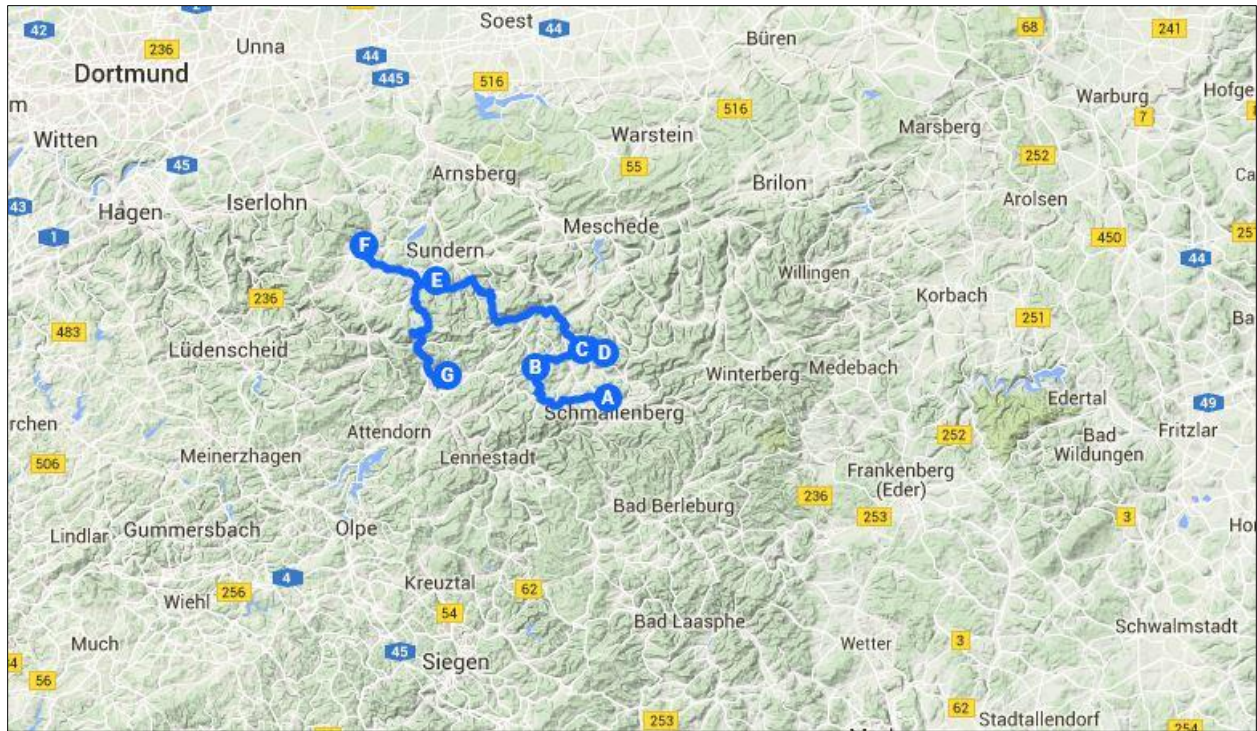 Soest
42
44
Unna
236
Büren
68
241
44
Dortmund
445
516
Hofge
m
Warburg
516
7
Witten
Warstein
Marsberg
45
55
252
Arnsberg
Ca
Brilon
Iserlohn
Arolsen
43
Hagen
Meschede
1
F
Sundern
450
251
44
Willingen
E
236
Korbach
251
Ba
483
Lüdenscheid
C D
B
G
Winterberg
Medebach
A
Edertal
49
Schmallenberg
rchen
Attendorn
252
Bad
Wildungen
Fritzlar
Meinerzhagen
Lennestadt
506
Frankenberg
(Eder)
236
253
Bad Berleburg
3
Lindlar
Gummersbach
Olpe
Hor
4
Kreuztal
62
256
Wiehl
54
Bad Laasphe
Schwalmstadt
Much
Wetter
3
45
Siegen
56
62
253
Stadtallendorf
254